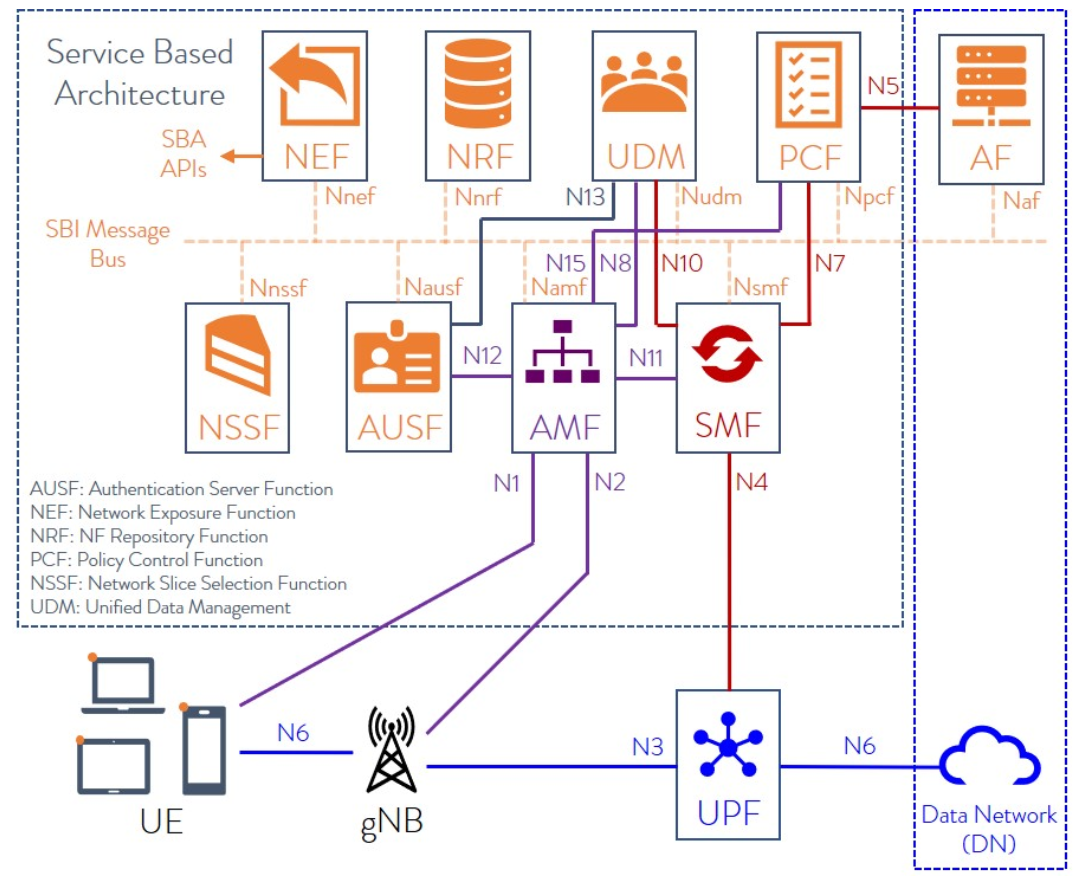 Service Based
Architecture
SBA
APIs
NEF
NRF
UDM
PCF
N5
AF
Nnef
Nnrf
N13
Nudm
Npcf
Naf
SBI Message
Bus
N15
N8
N10
N7
Nnssf
Nausf
Namf
Nsmf
NSSF
AUSF
N12
AMF
N11
SMF
N1
N2
N4
AUSF: Authentication Server Function
NEF: Network Exposure Function
NRF: NF Repository Function
PCF: Policy Control Function
NSSF: Network Slice Selection Function
UDM: Unified Data Management
N6
N3
N6
UE
gNB
UPF
Data Network
(DN)